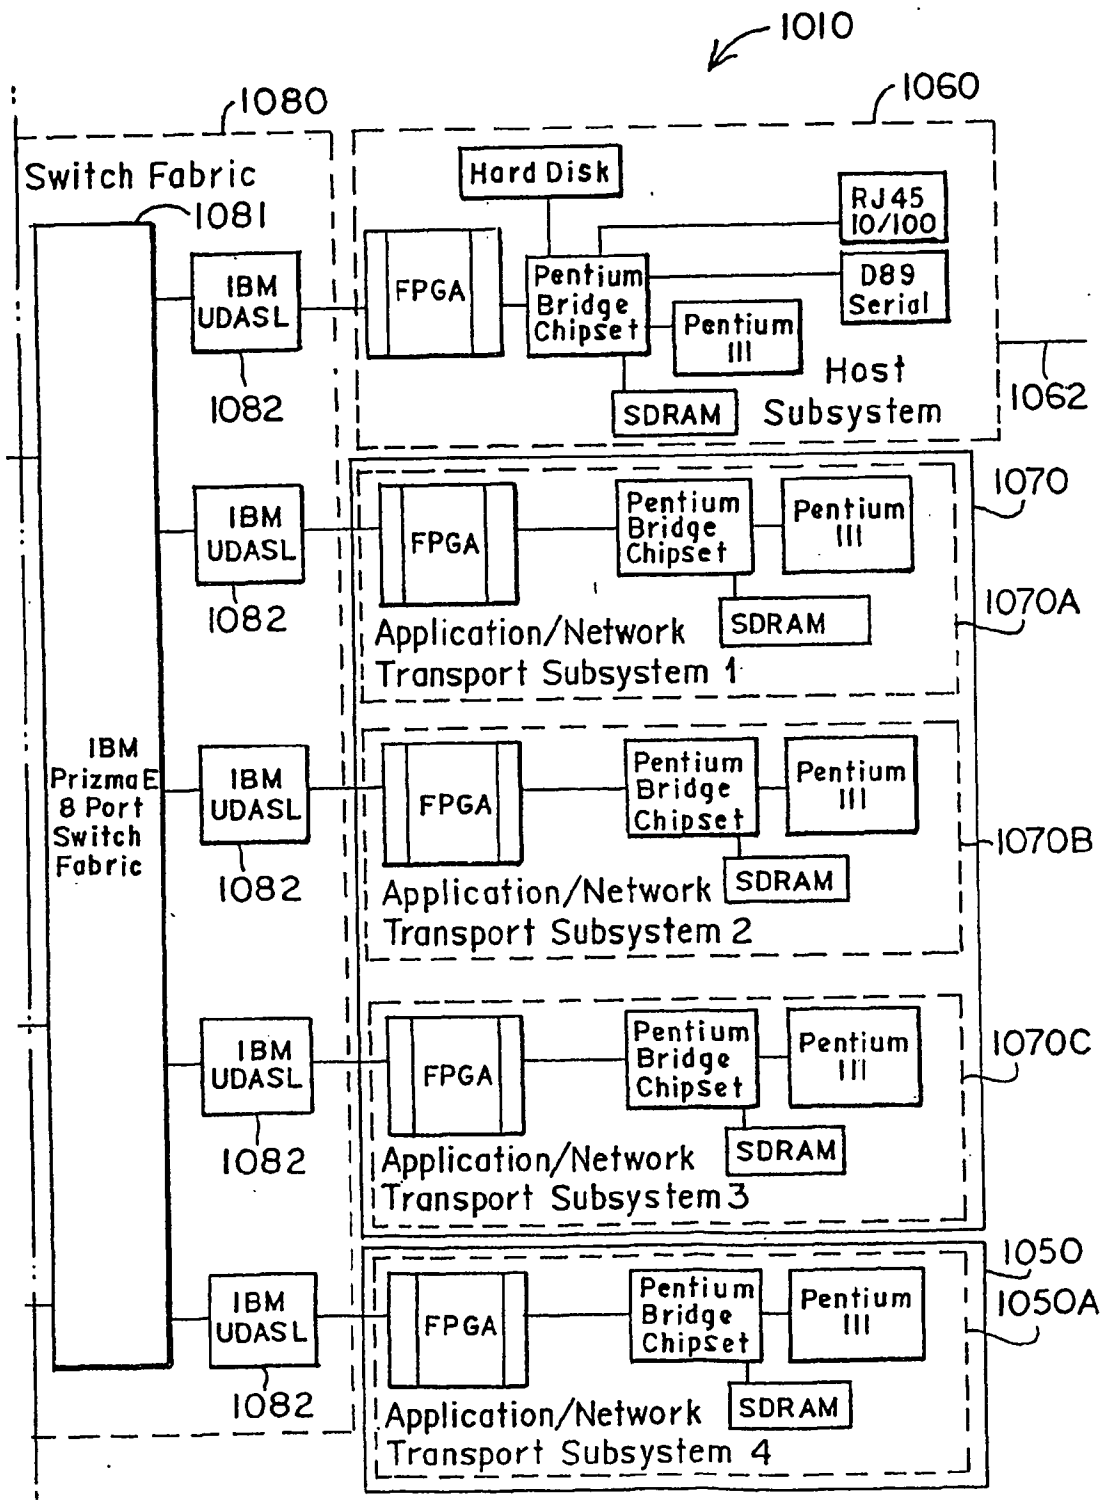 1010
1080
1060
Switch Fabric
1081
Hard Disk
RJ45
10/100
IBM
UDASL
FPGA
Pentium
Bridge
Chipset
D89
Serial
Pentium
III
1082
SDRAM
Host
Subsystem
1062
1070
IBM
UDASL
FPGA
Pentium
Bridge
Chipset
Pentium
III
1082
SDRAM
1070A
Application/Network
Transport Subsystem 1
IBM
PrizmaE
8 Port
Switch
Fabric
IBM
UDASL
FPGA
Pentium
Bridge
Chipset
Pentium
III
1070B
1082
SDRAM
Application/Network
Transport Subsystem 2
IBM
UDASL
FPGA
Pentium
Bridge
Chipset
Pentium
III
1070C
1082
SDRAM
Application/Network
Transport Subsystem 3
1050
1050A
IBM
UDASL
FPGA
Pentium
Bridge
Chipset
Pentium
III
1082
SDRAM
Application/Network
Transport Subsystem 4